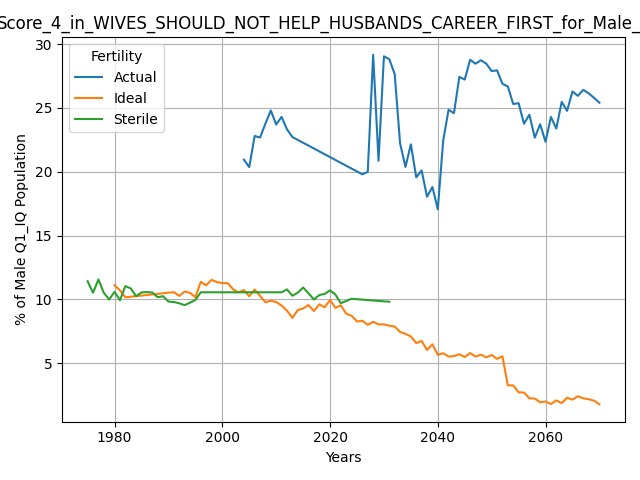 Score_4_in_WIVES_SHOULD_NOT_HELP_HUSBANDS_CAREER_FIRST_for_Male_
Fertility
Actual
Ideal
Sterile
30
25
20
15
10
5
% of Male Q1_IQ Population
1980 2000 2020 2040 2060
Years